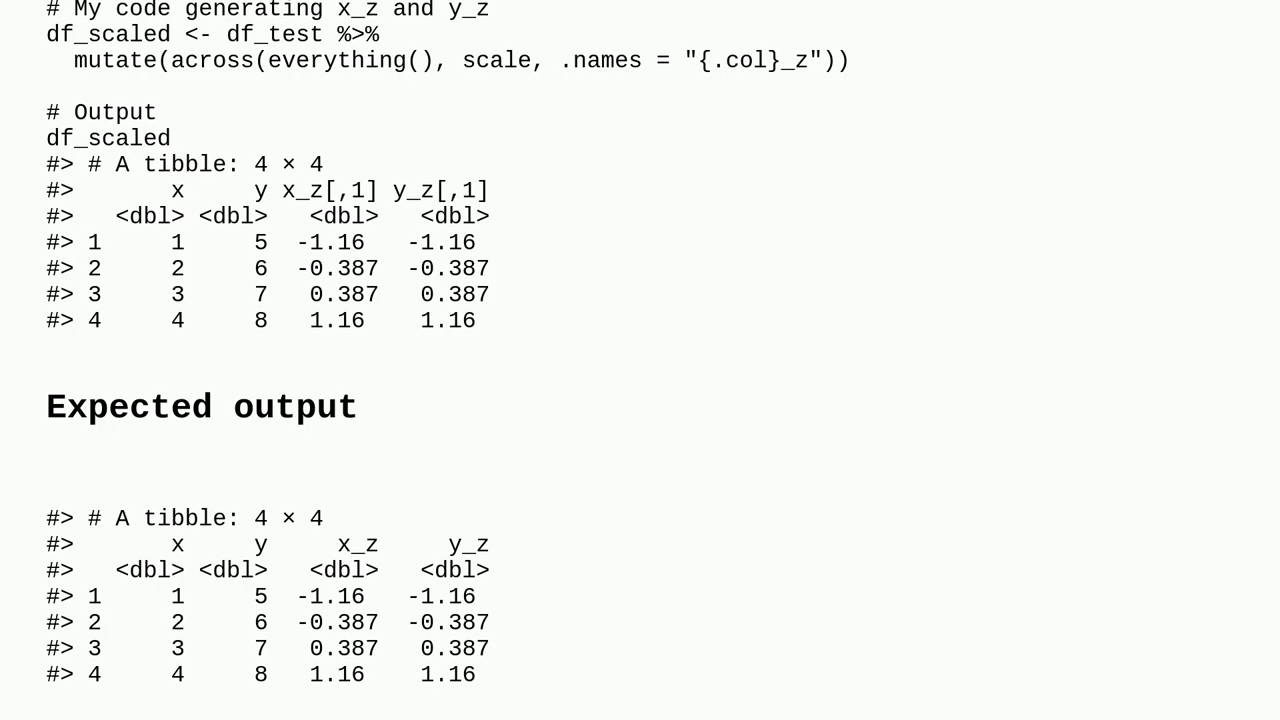 # My code generating x_z and y_z
df_scaled <- df_test %>%
  mutate(across(everything(), scale, .names = "{.col}_z"))

# Output
df_scaled
#> # A tibble: 4 × 4
#>       x     y x_z[,1] y_z[,1]
#>   <dbl> <dbl>   <dbl>   <dbl>
#> 1     1     5  -1.16   -1.16
#> 2     2     6  -0.387  -0.387
#> 3     3     7   0.387   0.387
#> 4     4     8   1.16    1.16
Expected output
#> # A tibble: 4 × 4
#>       x     y     x_z     y_z
#>   <dbl> <dbl>   <dbl>   <dbl>
#> 1     1     5  -1.16   -1.16
#> 2     2     6  -0.387  -0.387
#> 3     3     7   0.387   0.387
#> 4     4     8   1.16    1.16